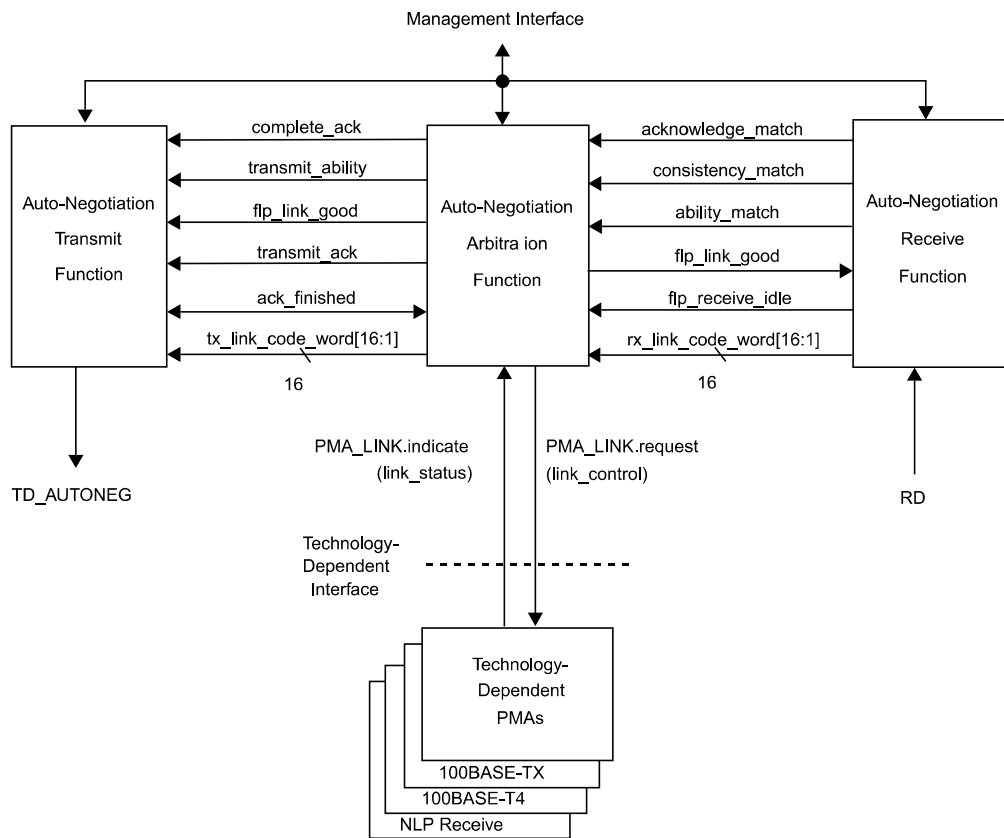 Management Interface
complete_ack
transmit_ability
flp_link_good
transmit_ack
ack_finished
tx_link_code_word[16:1]
16
Auto-Negotiation
Transmit
Function
Auto-Negotiation
Arbitra ion
Function
acknowledge_match
consistency_match
ability_match
flp_link_good
flp_receive_idle
rx_link_code_word[16:1]
16
Auto-Negotiation
Receive
Function
TD_AUTONEG
PMA_LINK.indicate
(link_status)
PMA_LINK.request
(link_control)
RD
Technology-
Dependent
Interface
Technology-
Dependent
PMAs
100BASE-TX
100BASE-T4
NLP Receive